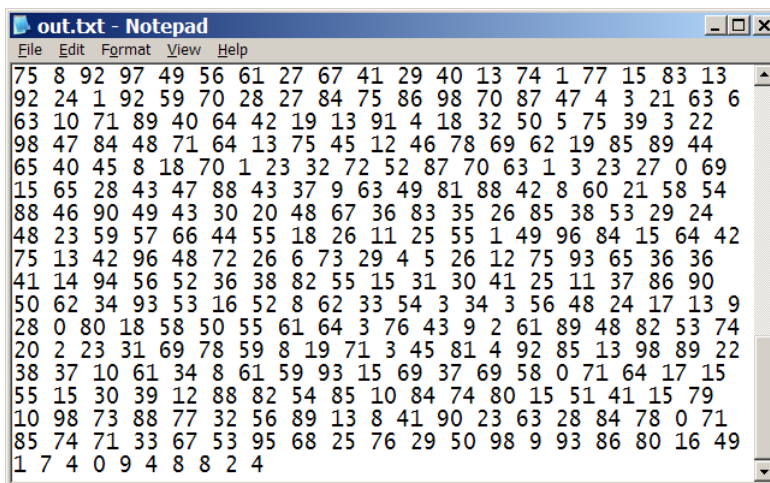 out.txt - Notepad
File Edit Format View Help
75 8 92 97 49 56 61 27 67 41 29 40 13 74 1 77 15 83 13
92 24 1 92 59 70 28 27 84 75 86 98 70 87 47 4 3 21 63 6
63 10 71 89 40 64 42 19 13 91 4 18 32 50 5 75 39 3 22
98 47 84 48 71 64 13 75 45 12 46 78 69 62 19 85 89 44
65 40 45 8 18 70 1 23 32 72 52 87 70 63 1 3 23 27 0 69
15 65 28 43 47 88 43 37 9 63 49 81 88 42 8 60 21 58 54
88 46 90 49 43 30 20 48 67 36 83 35 26 85 38 53 29 24
48 23 59 57 66 44 55 18 26 11 25 55 1 49 96 84 15 64 42
75 13 42 96 48 72 26 6 73 29 4 5 26 12 75 93 65 36 36
41 14 94 56 52 36 38 82 55 15 31 30 41 25 11 37 86 90
50 62 34 93 53 16 52 8 62 33 54 3 34 3 56 48 24 17 13 9
28 0 80 18 58 50 55 61 64 3 76 43 9 2 61 89 48 82 53 74
20 2 23 31 69 78 59 8 19 71 3 45 81 4 92 85 13 98 89 22
38 37 10 61 34 8 61 59 93 15 69 37 69 58 0 71 64 17 15
55 15 30 39 12 88 82 54 85 10 84 74 80 15 51 41 15 79
10 98 73 88 77 32 56 89 13 8 41 90 23 63 28 84 78 0 71
85 74 71 33 67 53 95 68 25 76 29 50 98 9 93 86 80 16 49
1 7 4 0 9 4 8 8 2 4